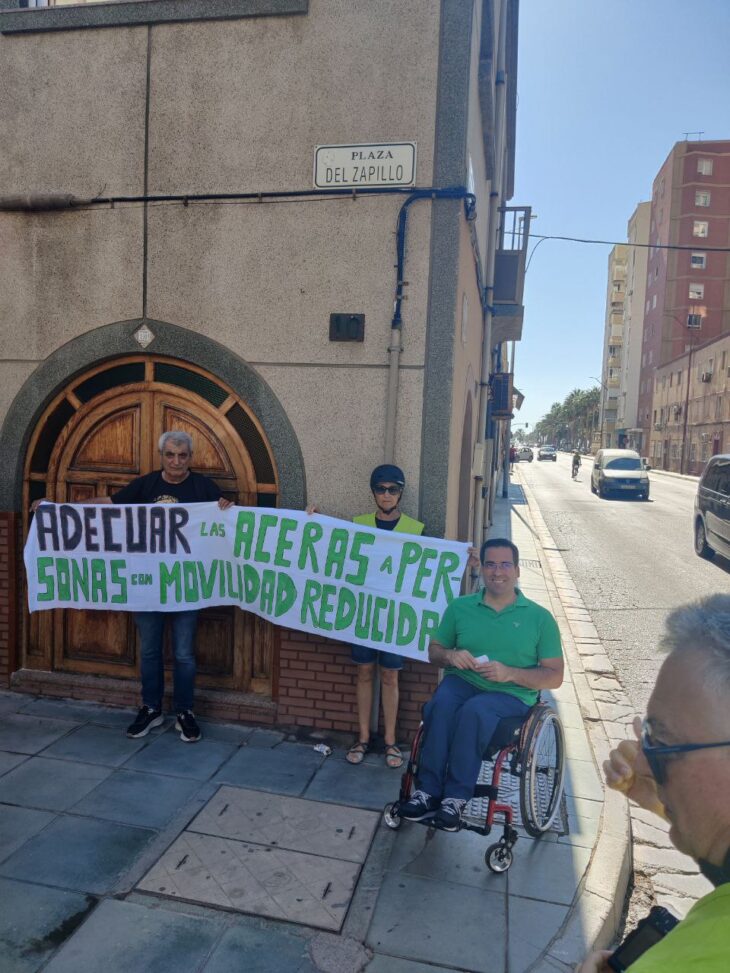 PLAZA
DEL ZAPILLO
ADECUAR LAS ACERAS A PER-
SONAS CON MOVILIDAD REDUCIDA